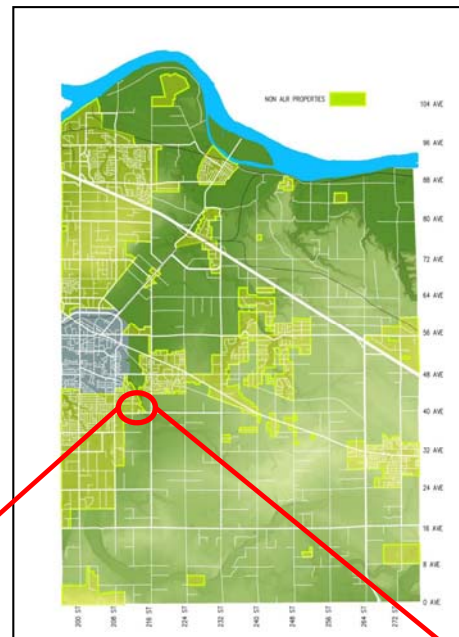 NON ALR PROPERTIES
104 AVE
96 AVE
88 AVE
80 AVE
72 AVE
64 AVE
56 AVE
48 AVE
40 AVE
32 AVE
24 AVE
16 AVE
8 AVE
0 AVE
200 ST
208 ST
216 ST
224 ST
232 ST
240 ST
248 ST
256 ST
264 ST
272 ST